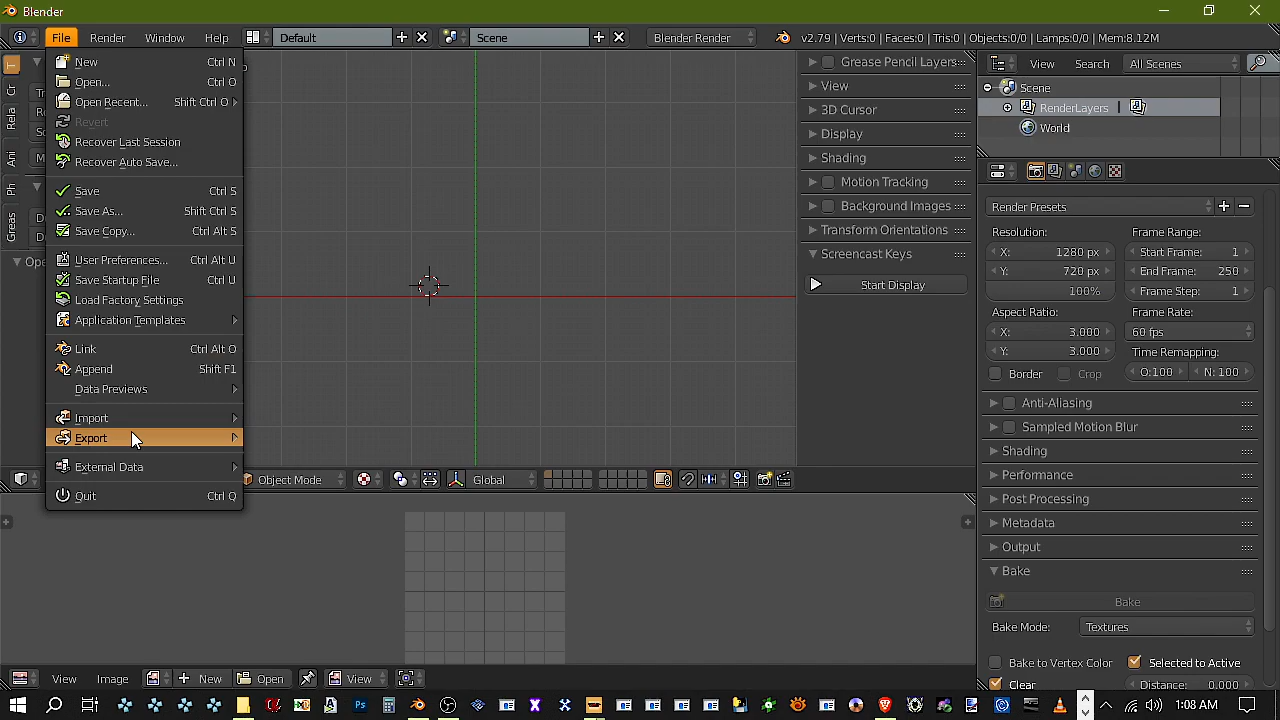 Blender
File Render Window Help Default Scene Blender Render v2.79 | Verts:0 | Faces:0 | Tris:0 | Objects:0/0 | Lamps:0/0 | Mem:8.12M
New Ctrl N
Open... Ctrl O
Open Recent... Shift Ctrl O
Revert
Recover Last Session
Recover Auto Save...
Save Ctrl S
Save As... Shift Ctrl S
Save Copy... Ctrl Alt S
User Preferences... Ctrl Alt U
Save Startup File Ctrl U
Load Factory Settings
Application Templates
Link Ctrl Alt O
Append Shift F1
Data Previews
Import
Export
External Data
Quit Ctrl Q
T
Cr
Rela
Ani
Ph
Greas
Ope
Grease Pencil Layers
View
3D Cursor
Display
Shading
Motion Tracking
Background Images
Transform Orientations
Screencast Keys
Start Display
Object Mode Global
View Search All Scenes
Scene
RenderLayers
World
Render Presets
Resolution: Frame Range:
X: 1280 px Start Frame: 1
Y: 720 px End Frame: 250
100% Frame Step: 1
Aspect Ratio: Frame Rate:
X: 3.000 60 fps
Y: 3.000 Time Remapping:
Border Crop O:100 N: 100
Anti-Aliasing
Sampled Motion Blur
Shading
Performance
Post Processing
Metadata
Output
Bake
Bake
Bake Mode: Textures
Bake to Vertex Color Selected to Active
Clear Distance: 0.000
View Image New Open View
1:08 AM